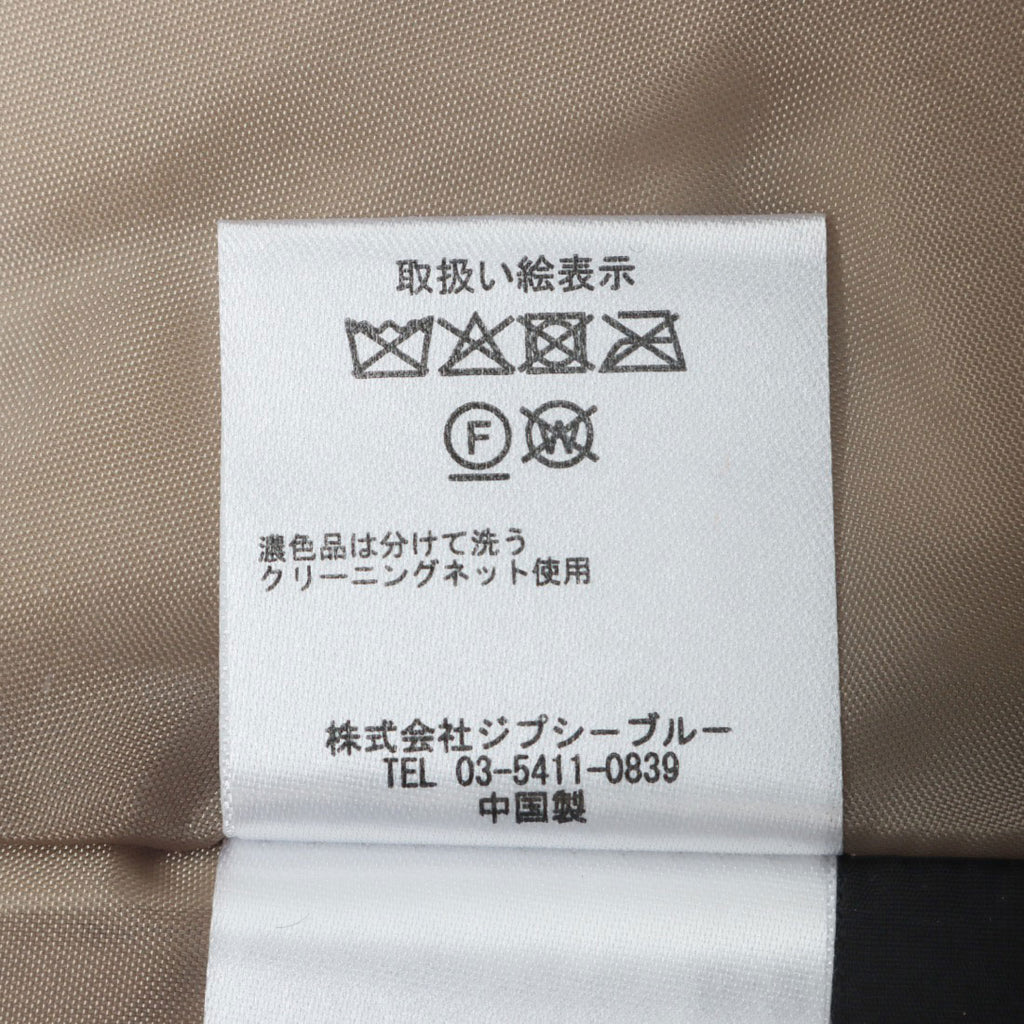 取扱い絵表示
F W
濃色品は分けて洗う
クリーニングネット使用
株式会社ジプシーブルー
TEL 03-5411-0839
中国製